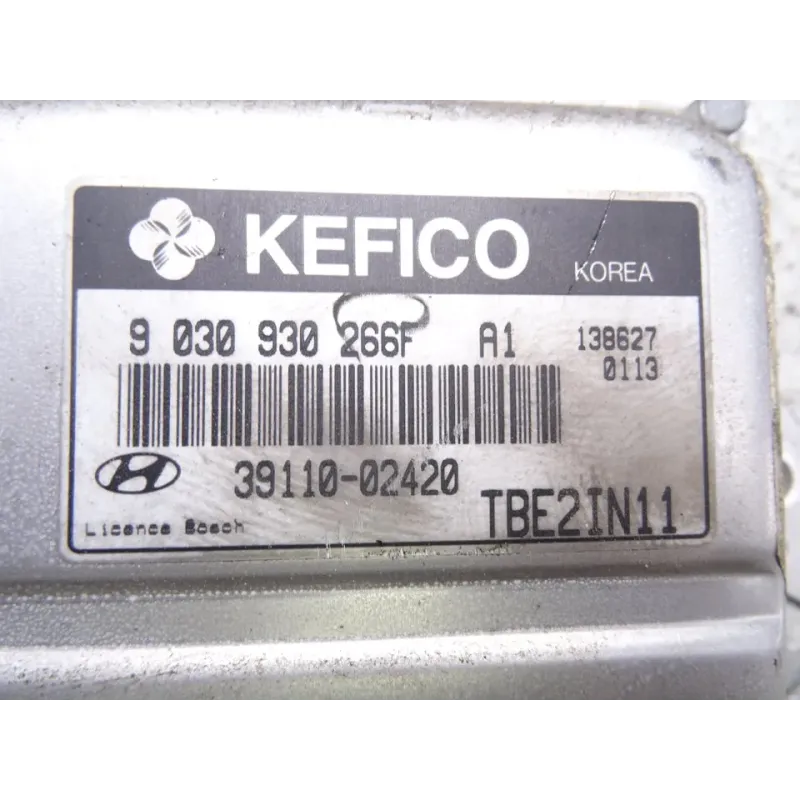 KEFICO KOREA
9 030 930 266F A1 138627
0113
39110-02420 TBE2IN11
Licence Bosch